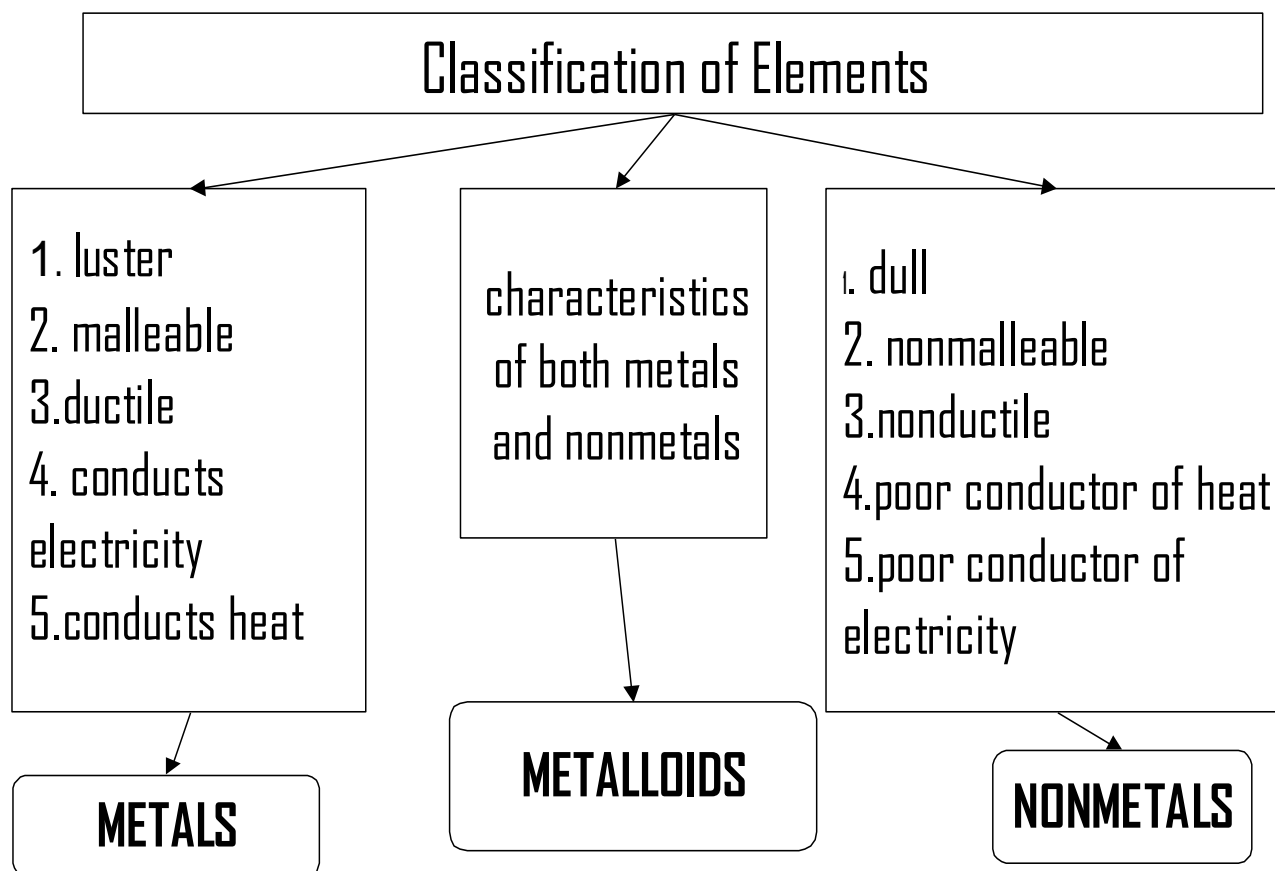 Classification of Elements
1. luster
2. malleable
3.ductile
4. conducts
electricity
5.conducts heat
METALS
characteristics
of both metals
and nonmetals
METALLOIDS
1. dull
2. nonmalleable
3.nonductile
4.poor conductor of heat
5.poor conductor of
electricity
NONMETALS